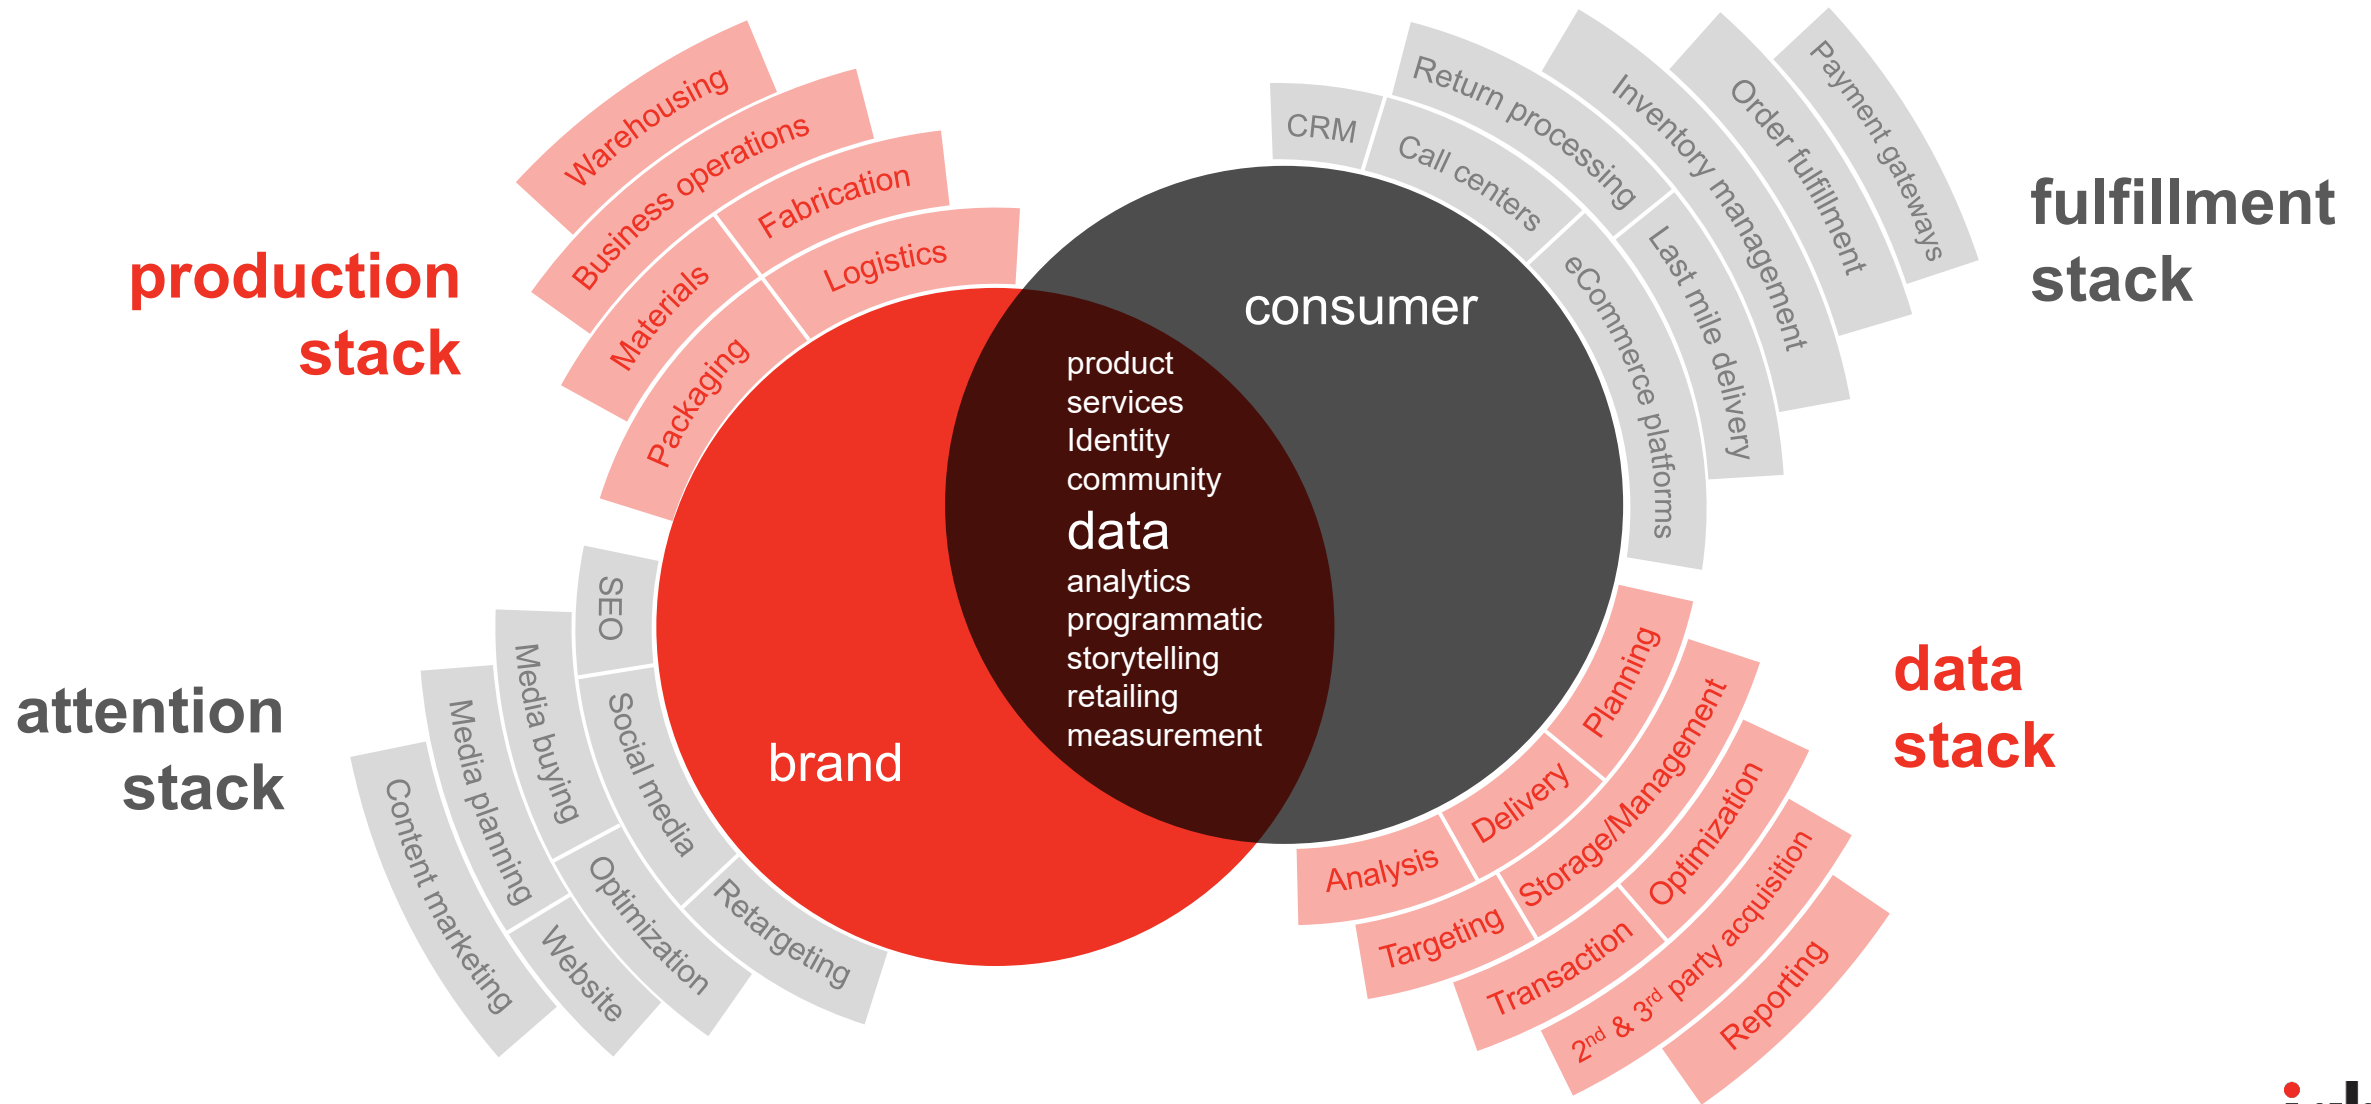 production
stack
Warehousing
Business operations
Materials
Fabrication
Packaging
Logistics
fulfillment
stack
CRM
Call centers
eCommerce platforms
Return processing
Last mile delivery
Inventory management
Order fulfillment
Payment gateways
consumer
product
services
Identity
community
data
analytics
programmatic
storytelling
retailing
measurement
brand
attention
stack
SEO
Social media
Retargeting
Media buying
Optimization
Media planning
Website
Content marketing
data
stack
Planning
Delivery
Analysis
Storage/Management
Targeting
Optimization
Transaction
2nd & 3rd party acquisition
Reporting